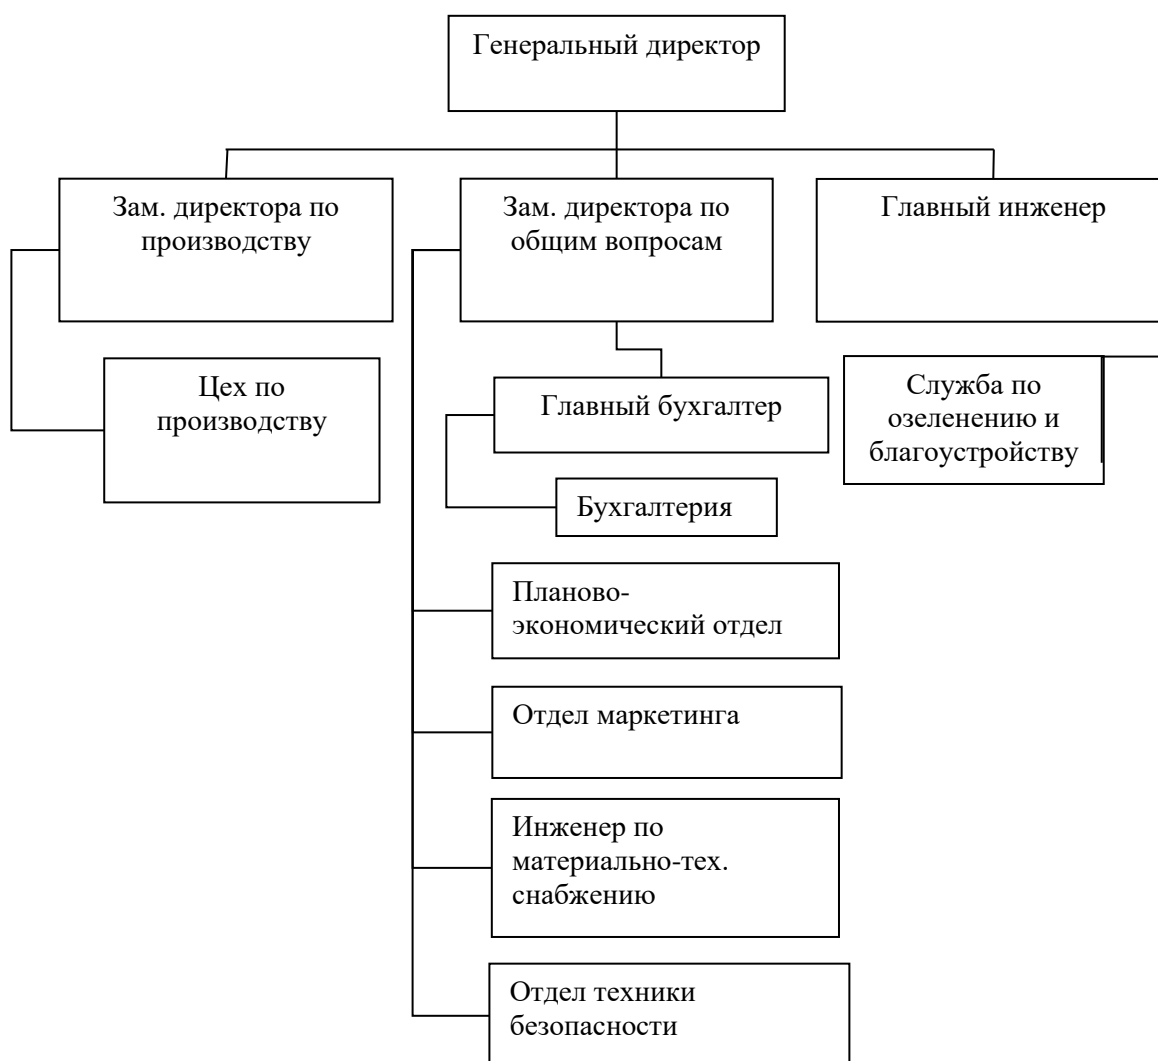 Генеральный директор
Зам. директора по
производству
Зам. директора по
общим вопросам
Главный инженер
Цех по
производству
Главный бухгалтер
Служба по
озеленению и
благоустройству
Бухгалтерия
Планово-
экономический отдел
Отдел маркетинга
Инженер по
материально-тех.
снабжению
Отдел техники
безопасности